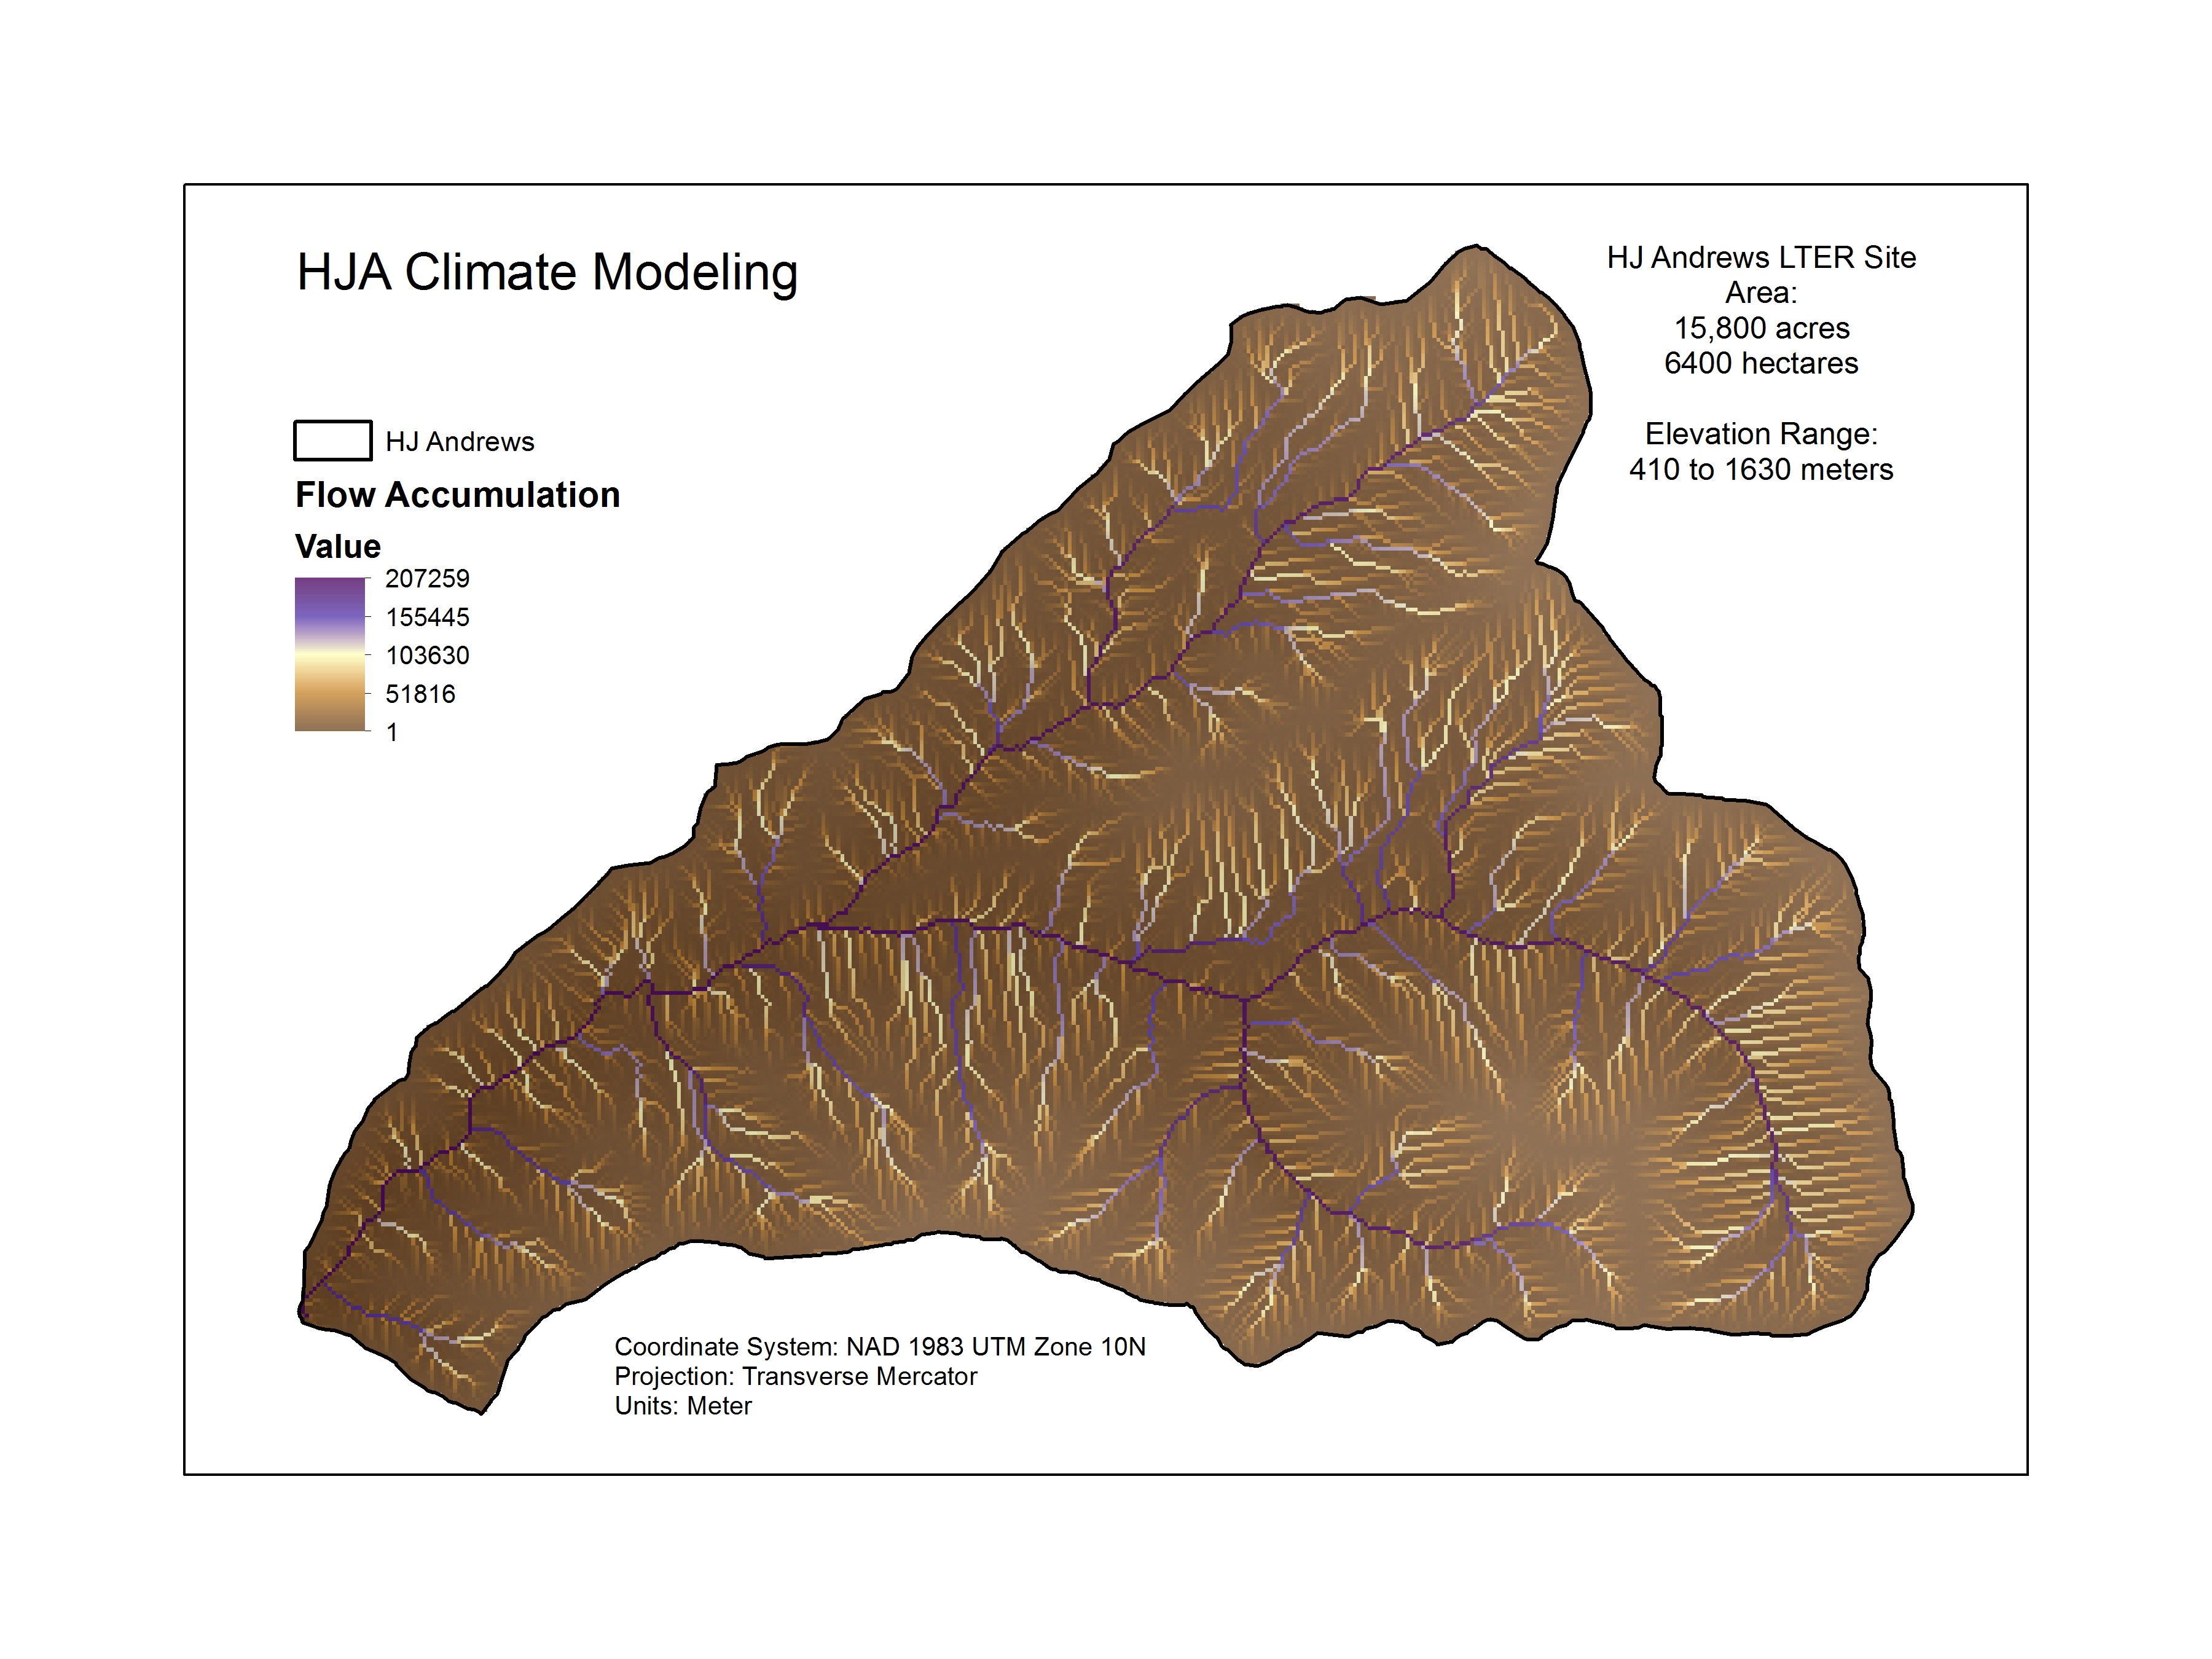 HJA Climate Modeling
HJ Andrews LTER Site
Area:
15,800 acres
6400 hectares
Elevation Range:
410 to 1630 meters
HJ Andrews
Flow Accumulation
Value
207259
155445
103630
51816
1
Coordinate System: NAD 1983 UTM Zone 10N
Projection: Transverse Mercator
Units: Meter